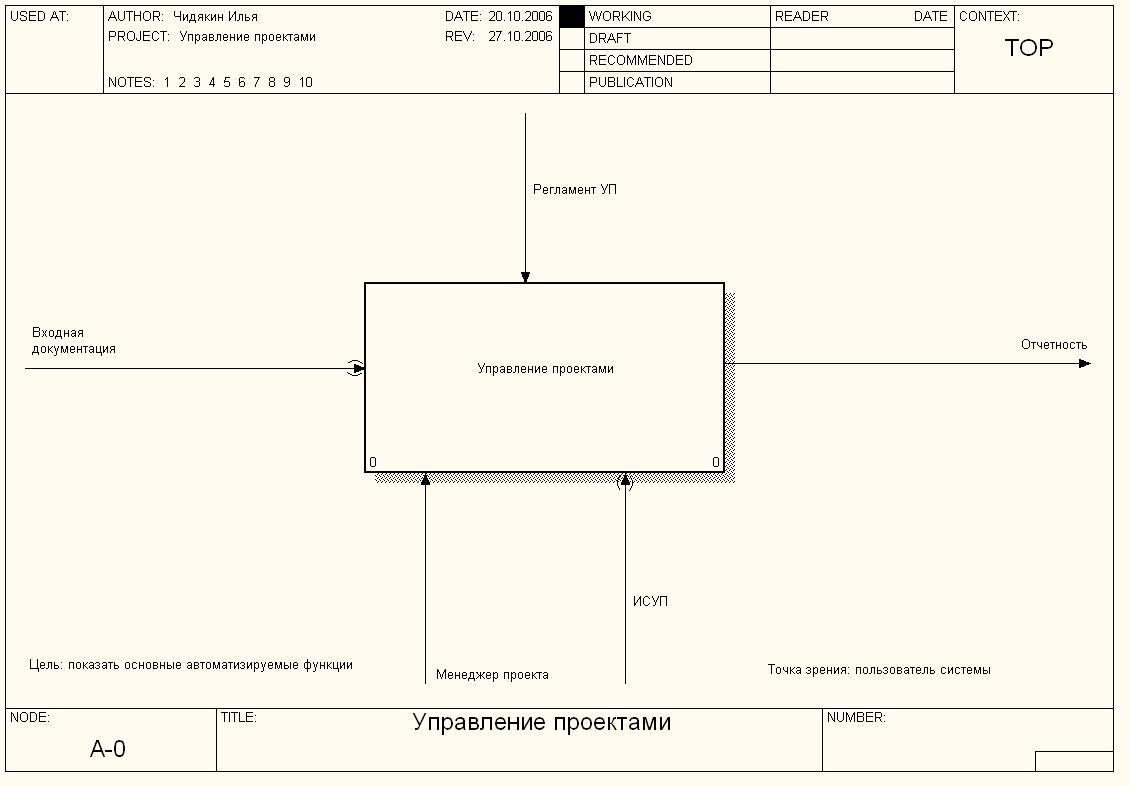 USED AT:
AUTHOR: Чидякин Илья
DATE: 20.10.2006
PROJECT: Управление проектами
REV: 27.10.2006
NOTES: 1 2 3 4 5 6 7 8 9 10
WORKING
DRAFT
RECOMMENDED
PUBLICATION
READER DATE
CONTEXT:
TOP
Регламент УП
Входная
документация
Управление проектами
0
0
Отчетность
ИСУП
Менеджер проекта
Цель: показать основные автоматизируемые функции
Точка зрения: пользователь системы
NODE:
A-0
TITLE:
Управление проектами
NUMBER: